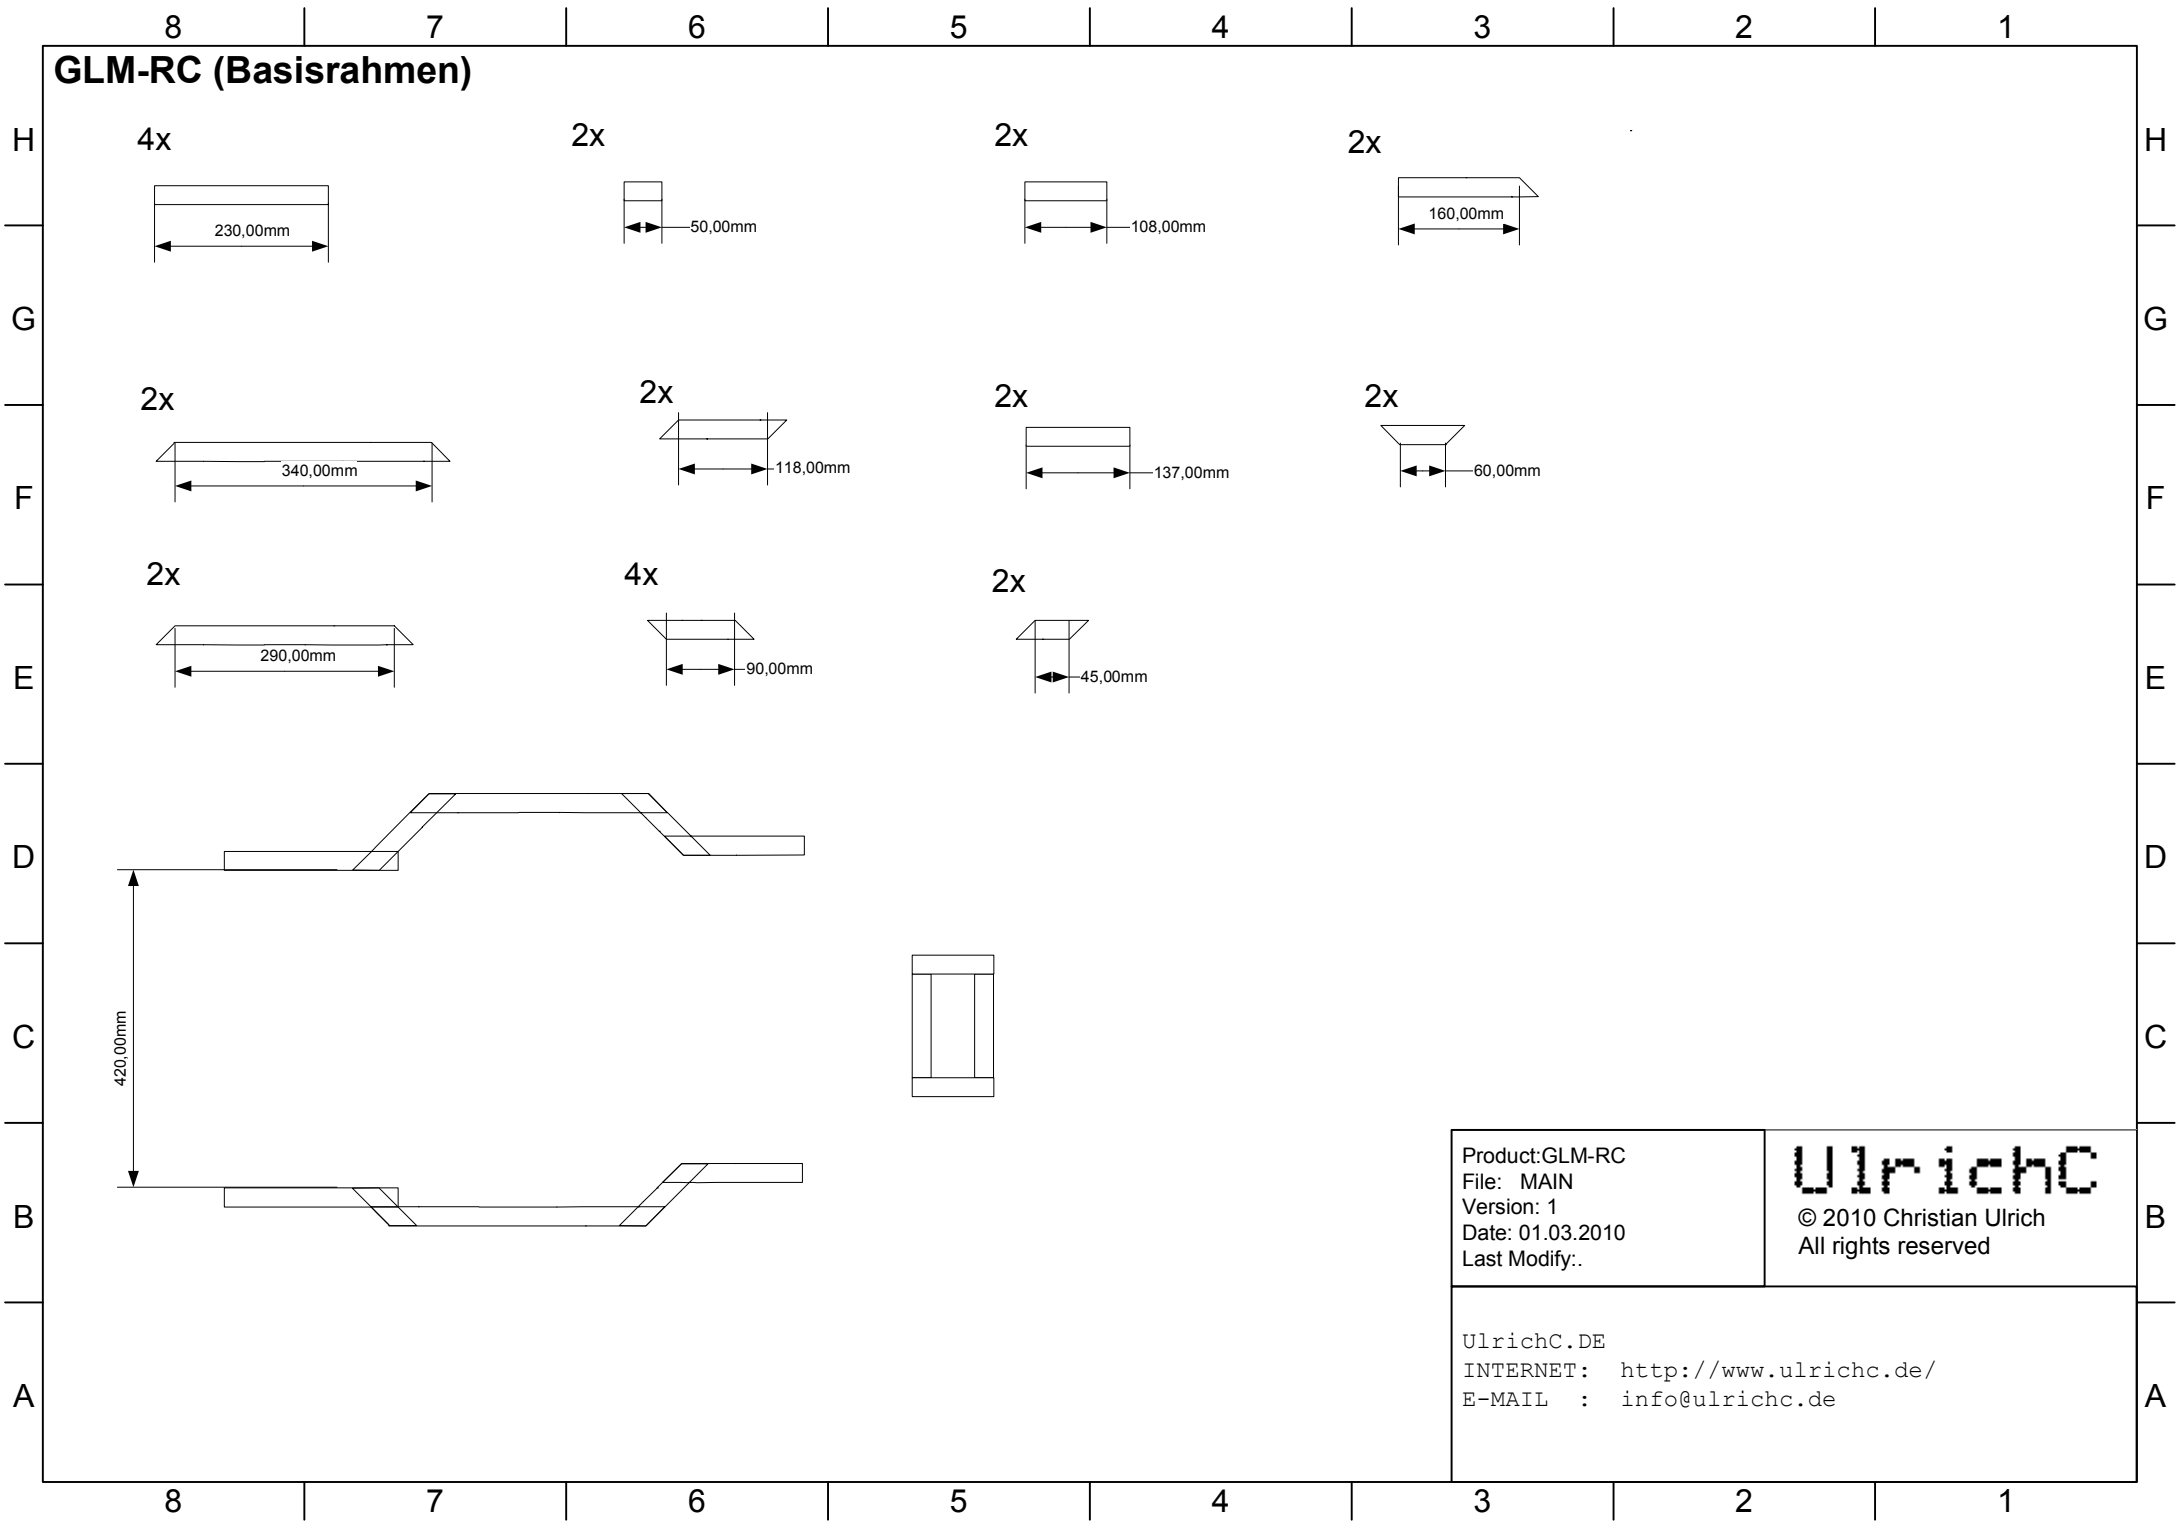 8 7 6 5 4 3 2 1
GLM-RC (Basisrahmen)
H H
4x 2x 2x 2x
230,00mm 50,00mm 108,00mm 160,00mm
G G
2x 2x 2x 2x
340,00mm 118,00mm 137,00mm 60,00mm
F F
2x 4x 2x
290,00mm 90,00mm 45,00mm
E E
D D
420,00mm
C C
B B
Product:GLM-RC
File: MAIN
Version: 1
Date: 01.03.2010
Last Modify:.
UlrichC
© 2010 Christian Ulrich
All rights reserved
UlrichC.DE
INTERNET: http://www.ulrichc.de/
E-MAIL : info@ulrichc.de
A A
8 7 6 5 4 3 2 1